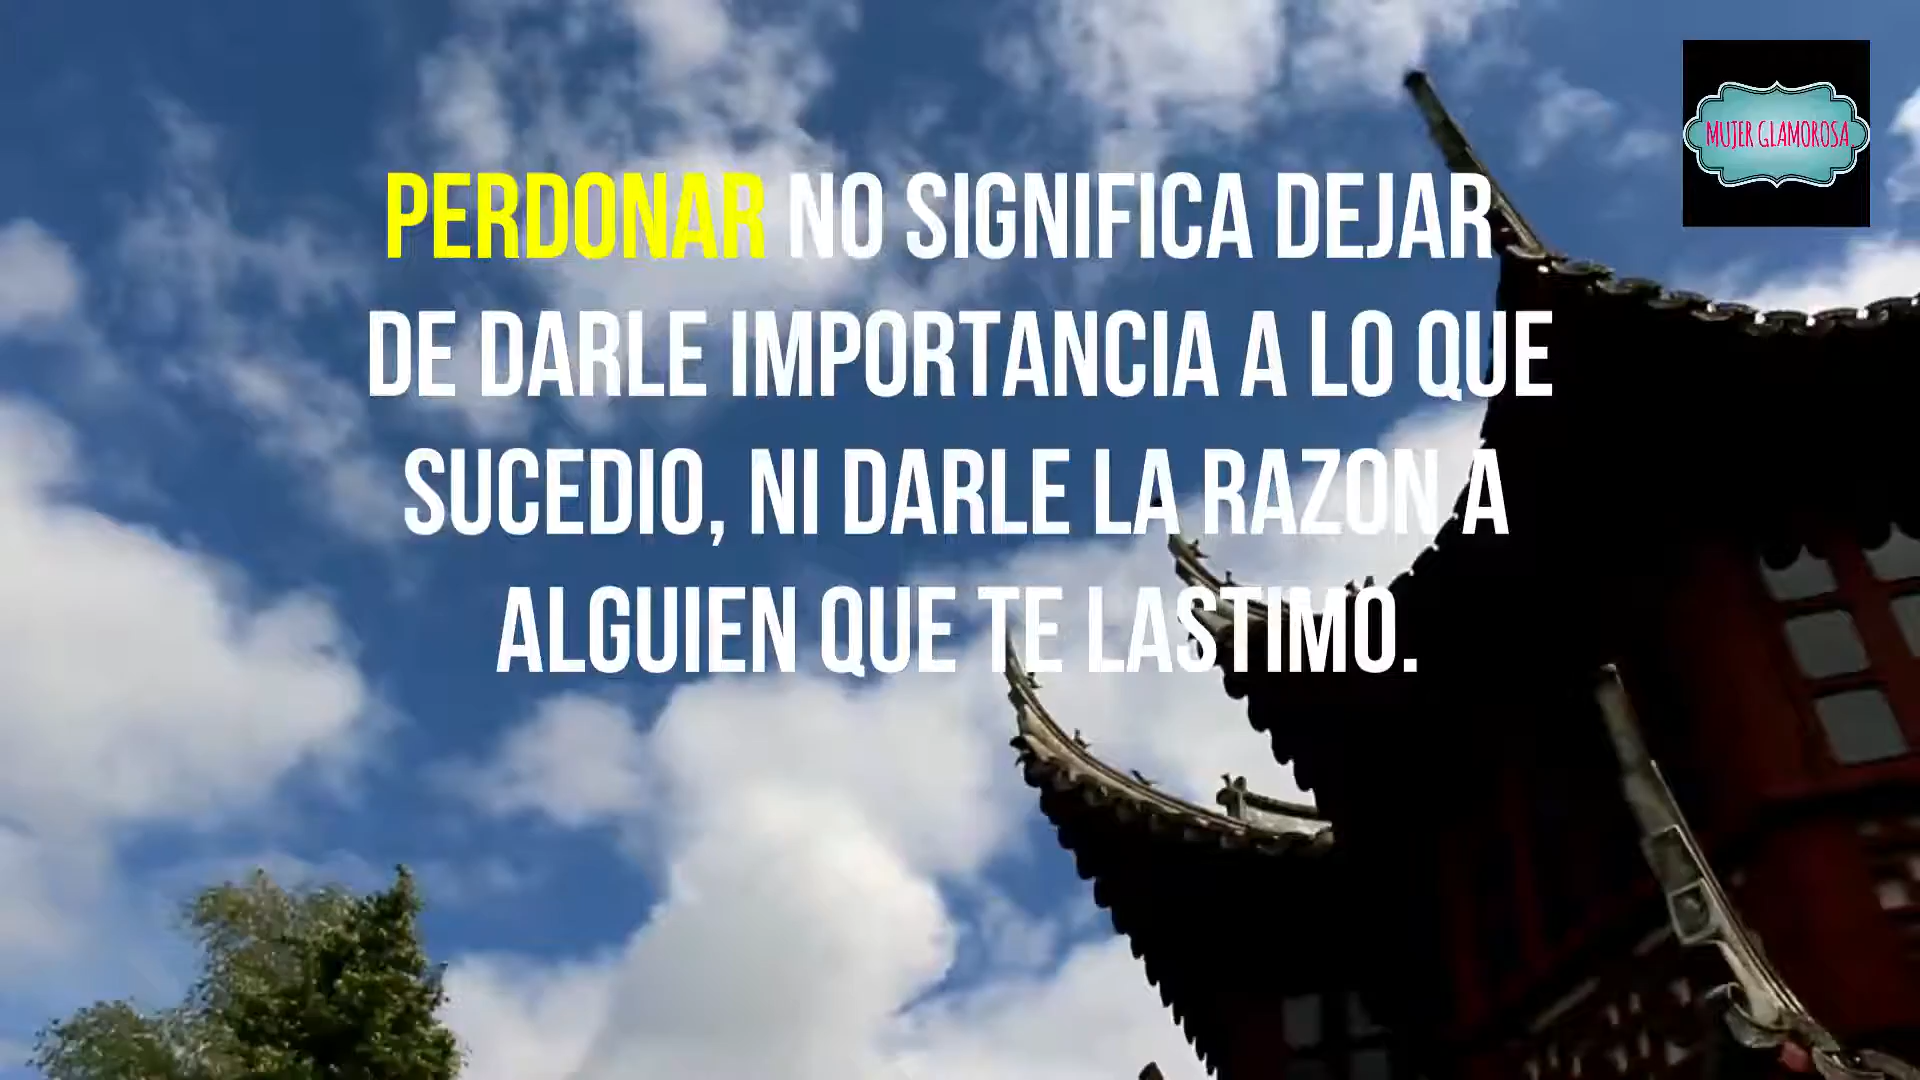 MUJER GLAMOROSA
PERDONAR NO SIGNIFICA DEJAR
DE DARLE IMPORTANCIA A LO QUE
SUCEDIO, NI DARLE LA RAZON A
ALGUIEN QUE TE LASTIMO.